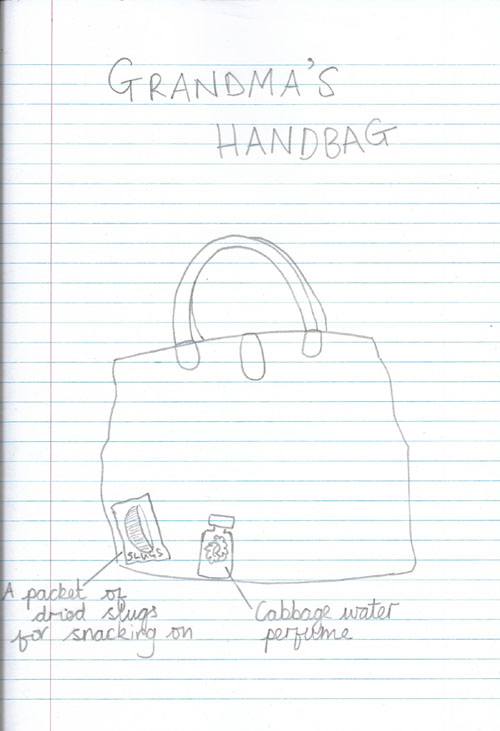 GRANDMA'S
HANDBAG
SLUGS
A packet of
dried slugs
for snacking on
Cabbage water
perfume